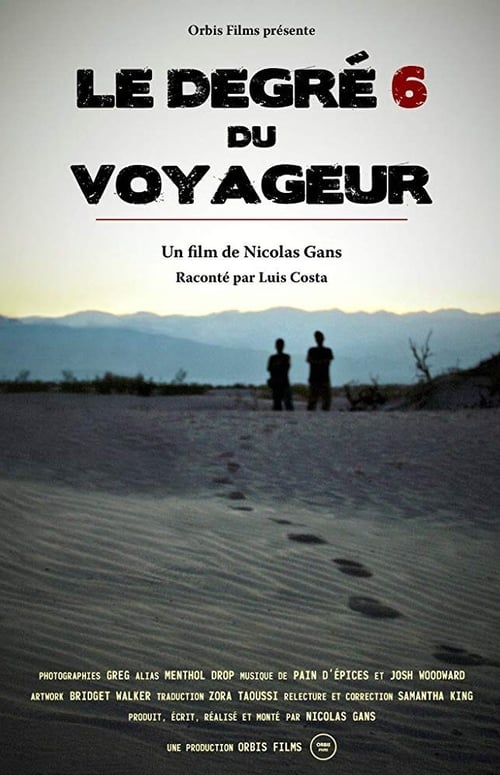 Orbis Films présente
LE DEGRÉ 6
DU
VOYAGEUR
Un film de Nicolas Gans
Raconté par Luis Costa
PHOTOGRAPHIES GREG ALIAS MENTHOL DROP MUSIQUE DE PAIN D'ÉPICES ET JOSH WOODWARD
ARTWORK BRIDGET WALKER TRADUCTION ZORA TAOUSSI RELECTURE ET CORRECTION SAMANTHA KING
PRODUIT, ÉCRIT, RÉALISÉ ET MONTÉ PAR NICOLAS GANS
UNE PRODUCTION ORBIS FILMS
ORBIS
FILMS